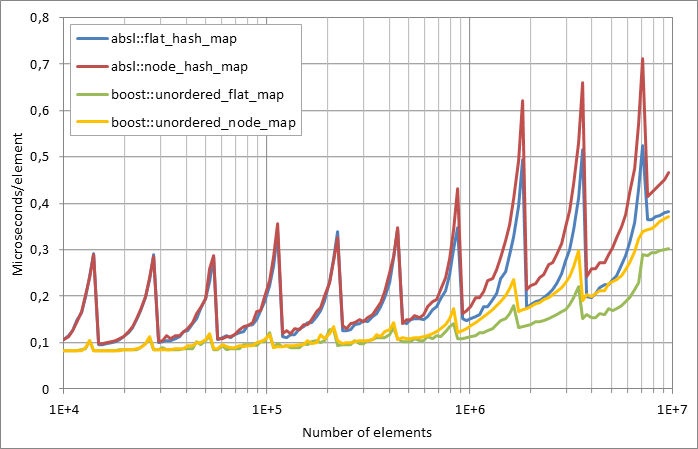 0,8
0,7
0,6
0,5
0,4
0,3
0,2
0,1
0
Microseconds/element
absl::flat_hash_map
absl::node_hash_map
boost::unordered_flat_map
boost::unordered_node_map
1E+4 1E+5 1E+6 1E+7
Number of elements